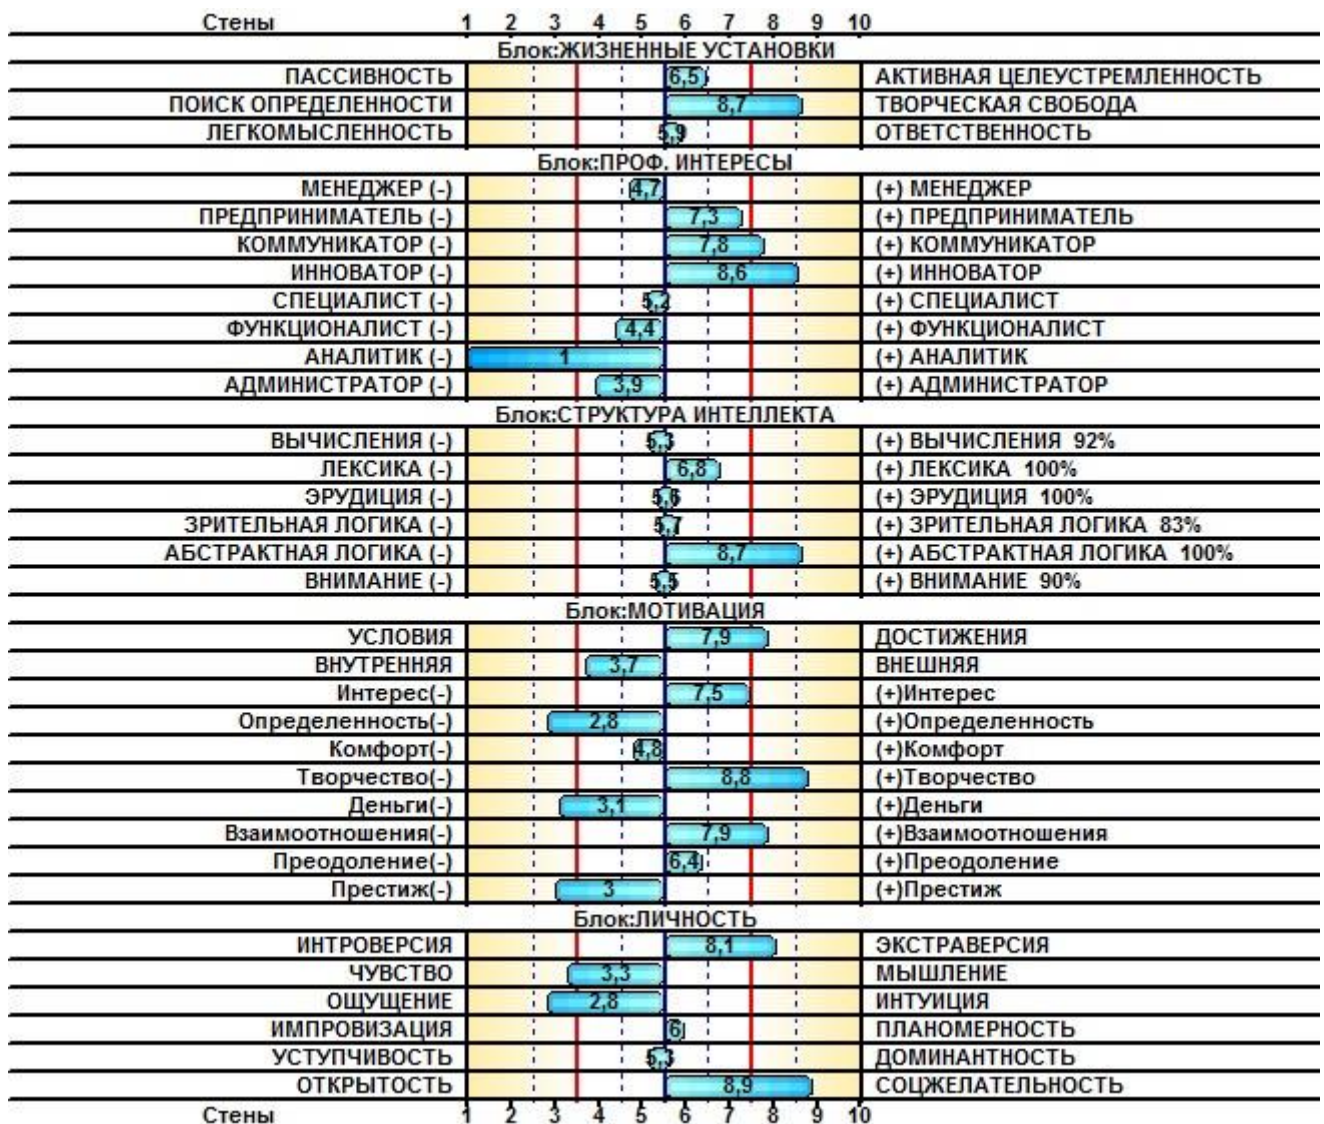 Стены 1 2 3 4 5 6 7 8 9 10
Блок:ЖИЗНЕННЫЕ УСТАНОВКИ
ПАССИВНОСТЬ 6,5 АКТИВНАЯ ЦЕЛЕУСТРЕМЛЕННОСТЬ
ПОИСК ОПРЕДЕЛЕННОСТИ 8,7 ТВОРЧЕСКАЯ СВОБОДА
ЛЕГКОМЫСЛЕННОСТЬ 5,9 ОТВЕТСТВЕННОСТЬ
Блок:ПРОФ. ИНТЕРЕСЫ
МЕНЕДЖЕР (-) 4,7 (+) МЕНЕДЖЕР
ПРЕДПРИНИМАТЕЛЬ (-) 7,3 (+) ПРЕДПРИНИМАТЕЛЬ
КОММУНИКАТОР (-) 7,8 (+) КОММУНИКАТОР
ИННОВАТОР (-) 8,6 (+) ИННОВАТОР
СПЕЦИАЛИСТ (-) 5,2 (+) СПЕЦИАЛИСТ
ФУНКЦИОНАЛИСТ (-) 4,4 (+) ФУНКЦИОНАЛИСТ
АНАЛИТИК (-) 1 (+) АНАЛИТИК
АДМИНИСТРАТОР (-) 3,9 (+) АДМИНИСТРАТОР
Блок:СТРУКТУРА ИНТЕЛЛЕКТА
ВЫЧИСЛЕНИЯ (-) 5,3 (+) ВЫЧИСЛЕНИЯ 92%
ЛЕКСИКА (-) 6,8 (+) ЛЕКСИКА 100%
ЭРУДИЦИЯ (-) 5,6 (+) ЭРУДИЦИЯ 100%
ЗРИТЕЛЬНАЯ ЛОГИКА (-) 5,7 (+) ЗРИТЕЛЬНАЯ ЛОГИКА 83%
АБСТРАКТНАЯ ЛОГИКА (-) 8,7 (+) АБСТРАКТНАЯ ЛОГИКА 100%
ВНИМАНИЕ (-) 5,5 (+) ВНИМАНИЕ 90%
Блок:МОТИВАЦИЯ
УСЛОВИЯ 7,9 ДОСТИЖЕНИЯ
ВНУТРЕННЯЯ 3,7 ВНЕШНЯЯ
Интерес(-) 7,5 (+)Интерес
Определенность(-) 2,8 (+)Определенность
Комфорт(-) 4,8 (+)Комфорт
Творчество(-) 8,8 (+)Творчество
Деньги(-) 3,1 (+)Деньги
Взаимоотношения(-) 7,9 (+)Взаимоотношения
Преодоление(-) 6,4 (+)Преодоление
Престиж(-) 3 (+)Престиж
Блок:ЛИЧНОСТЬ
ИНТРОВЕРСИЯ 8,1 ЭКСТРАВЕРСИЯ
ЧУВСТВО 3,3 МЫШЛЕНИЕ
ОЩУЩЕНИЕ 2,8 ИНТУИЦИЯ
ИМПРОВИЗАЦИЯ 6 ПЛАНОМЕРНОСТЬ
УСТУПЧИВОСТЬ 5,3 ДОМИНАНТНОСТЬ
ОТКРЫТОСТЬ 8,9 СОЦЖЕЛАТЕЛЬНОСТЬ
Стены 1 2 3 4 5 6 7 8 9 10